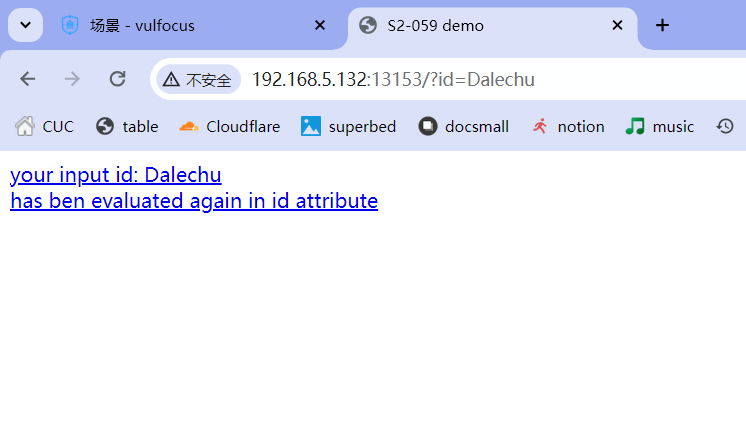 场景 - vulfocus
S2-059 demo
不安全 192.168.5.132:13153/?id=Dalechu
CUC table Cloudflare superbed docsmall notion music
your input id: Dalechu
has ben evaluated again in id attribute